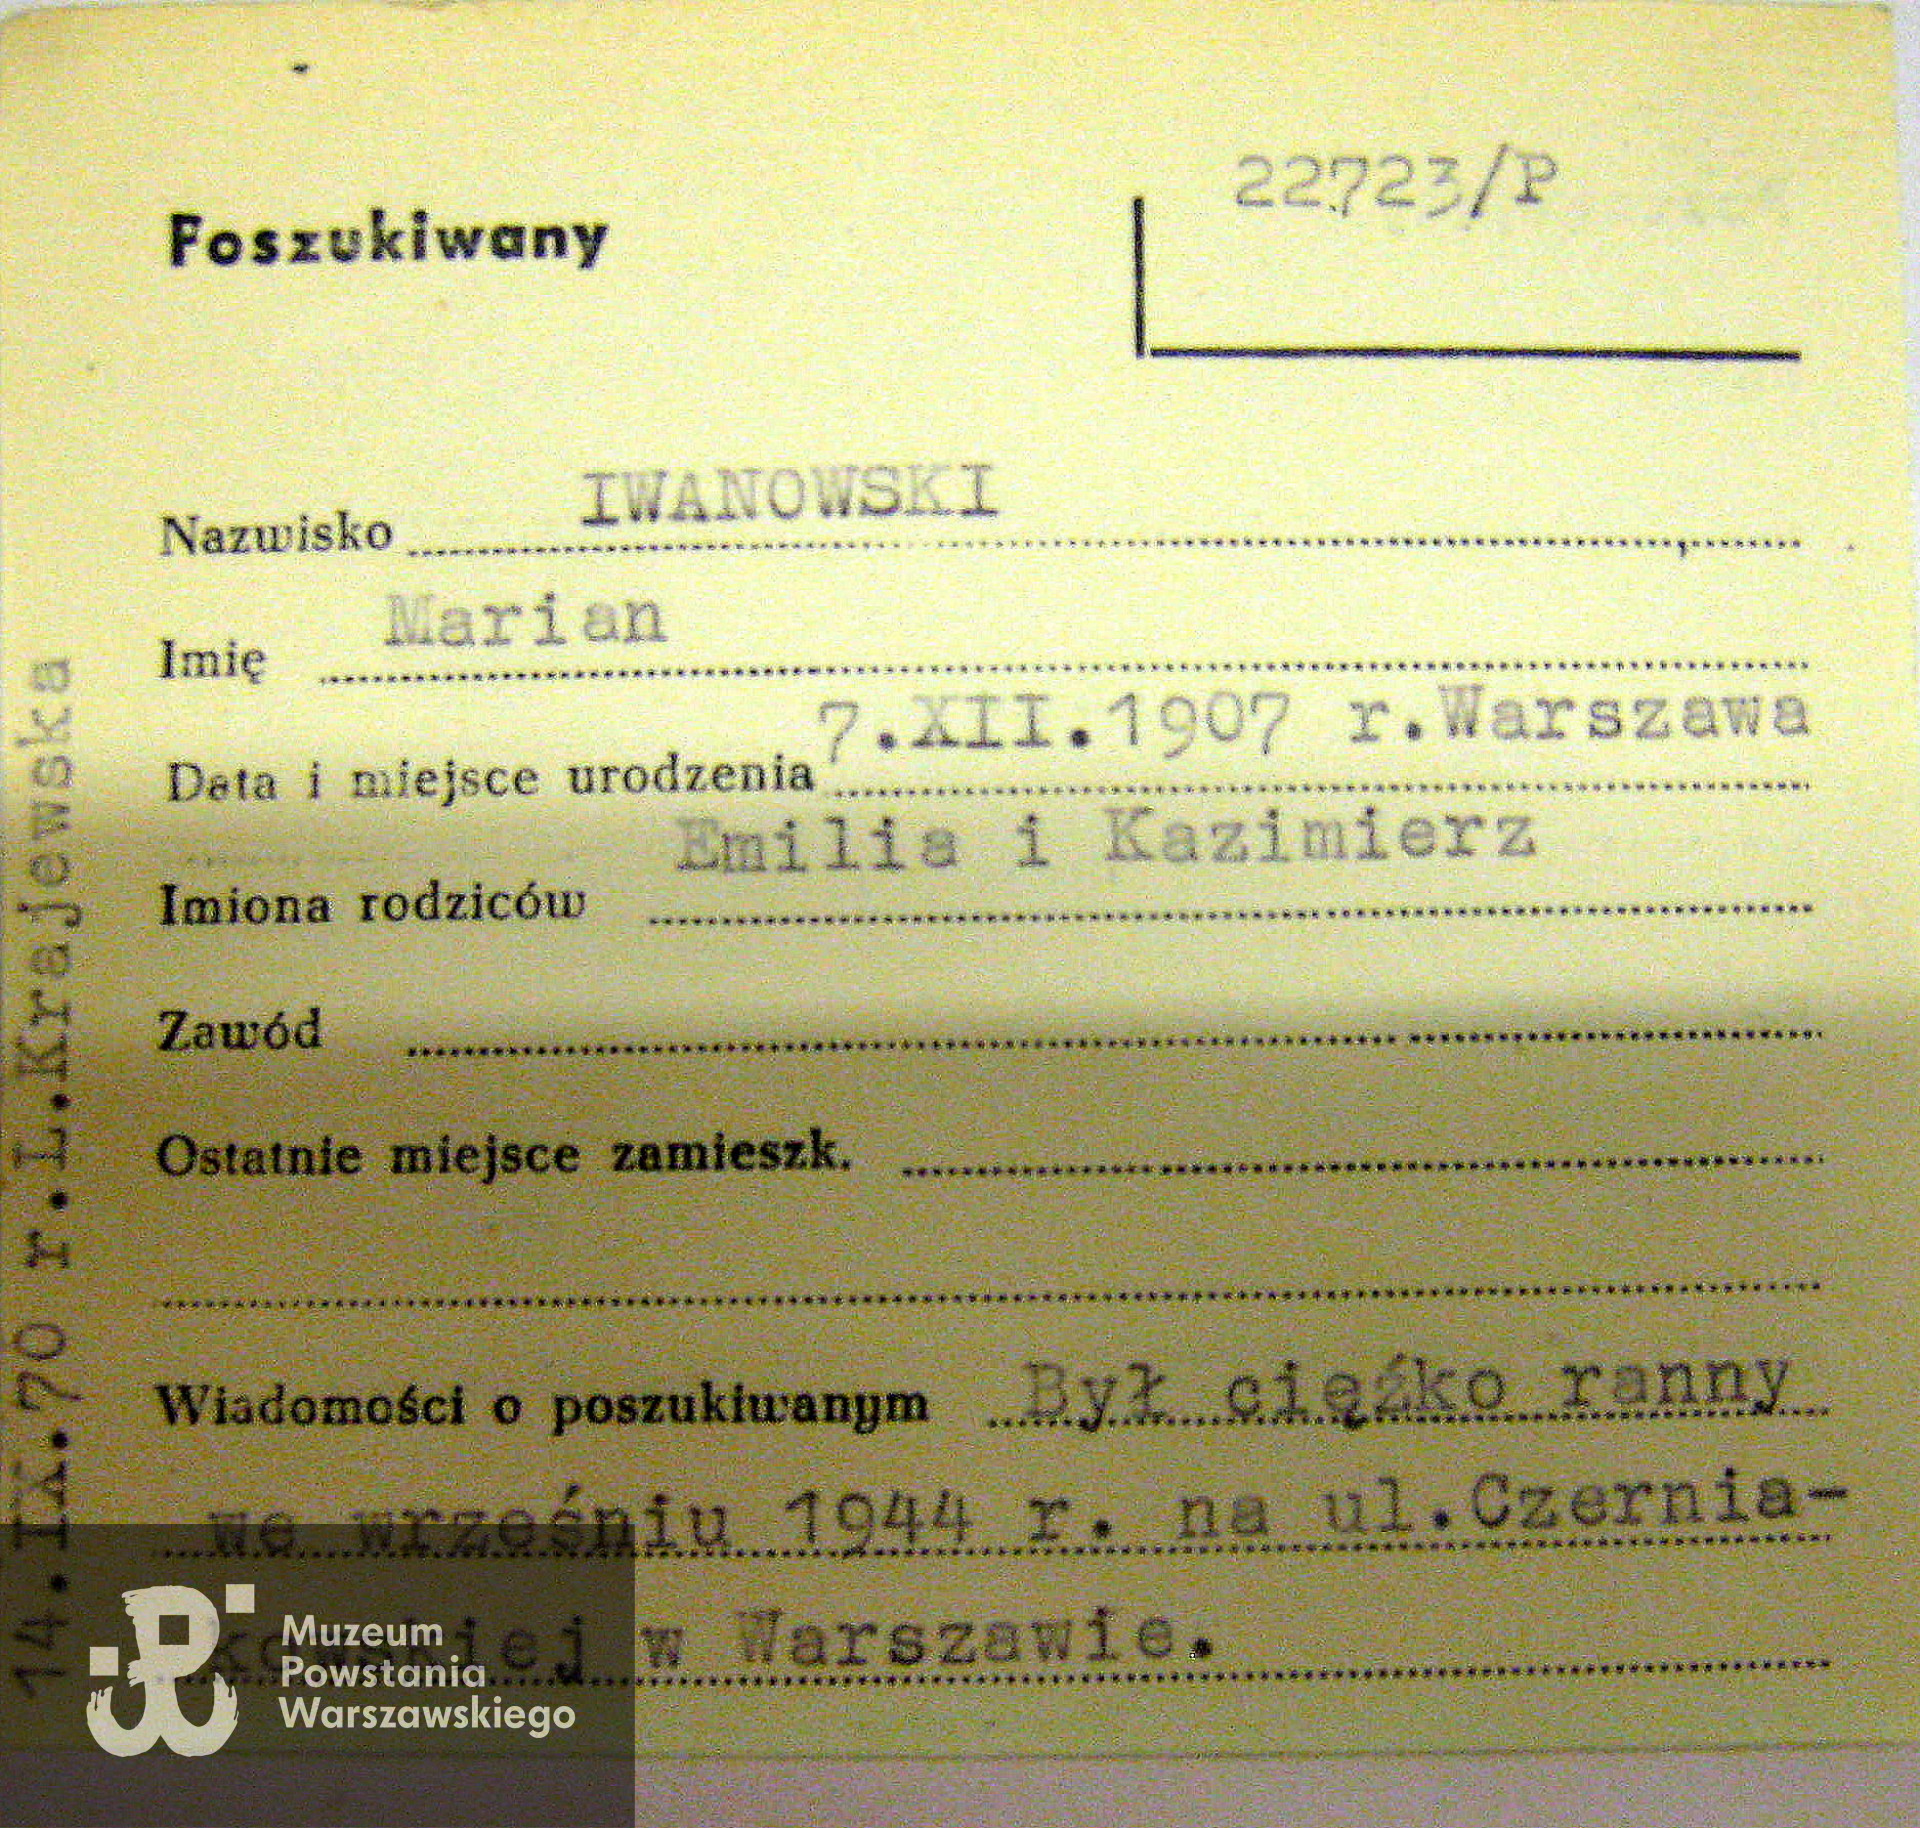 22723/P
Poszukiwany
Nazwisko IWANOWSKI
Imię Marian
Data i miejsce urodzenia 7.XII.1907 r.Warszawa
Imiona rodziców Emilia i Kazimierz
Zawód
Ostatnie miejsce zamieszk.
Wiadomości o poszukiwanym Był ciężko ranny
we wrześniu 1944 r. na ul.Czernia-
kowskiej w Warszawie.
14.IX.70 r.L.Krajewska
Muzeum
Powstania
Warszawskiego